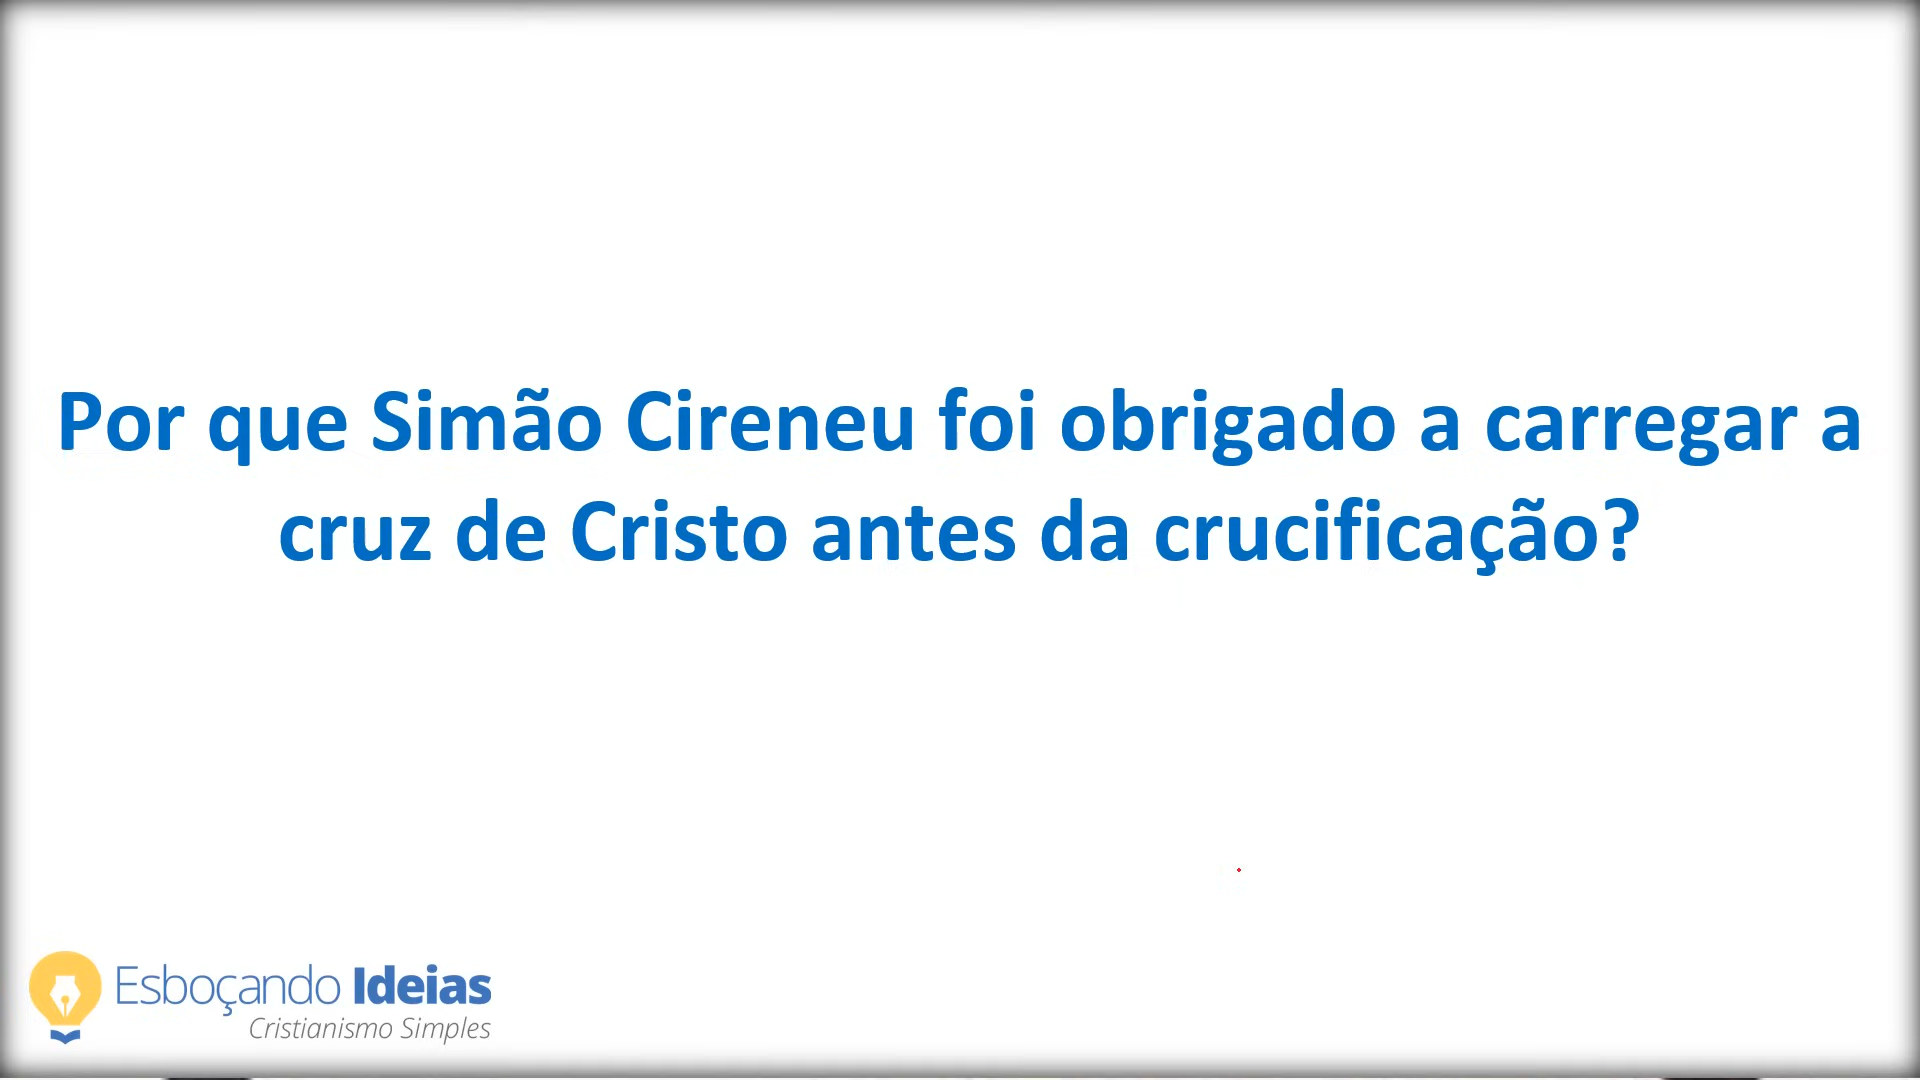 Por que Simão Cireneu foi obrigado a carregar a
cruz de Cristo antes da crucificação?
Esboçando Ideias
Cristianismo Simples